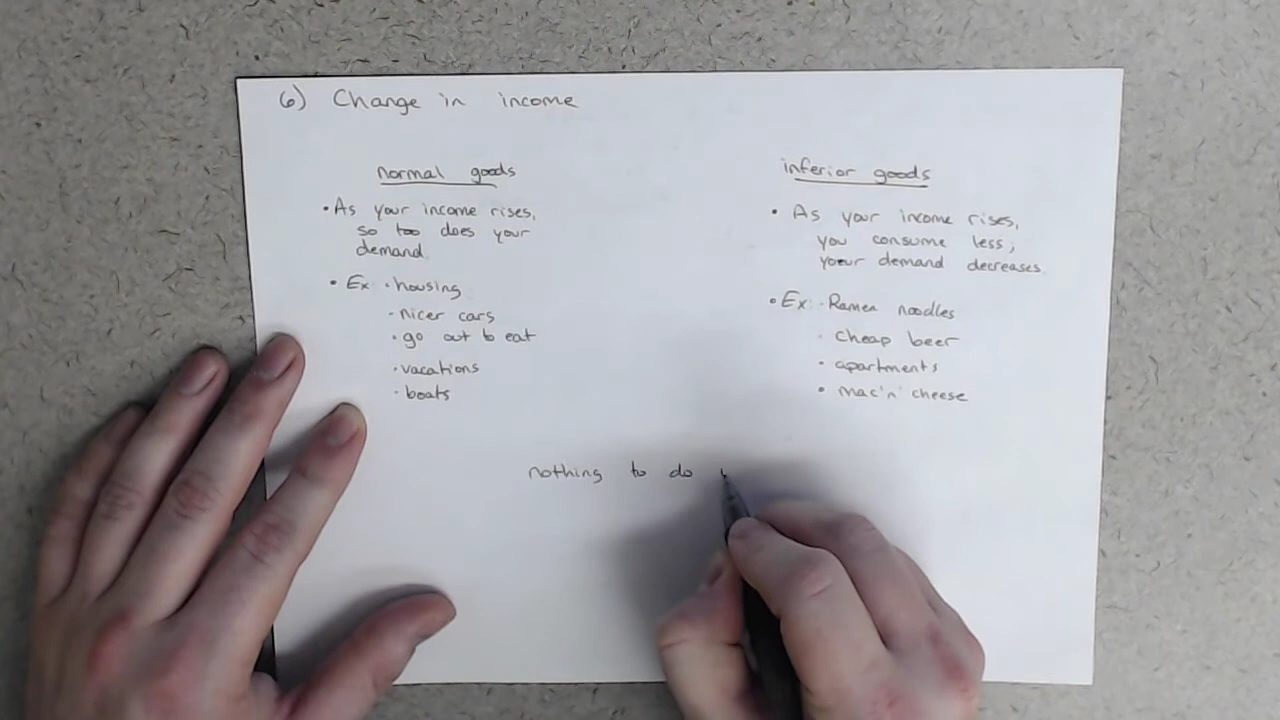 6) Change in income
normal goods
• As your income rises,
so too does your
demand.
• Ex: • housing
• nicer cars
• go out to eat
• vacations
• boats
inferior goods
• As your income rises,
you consume less;
your demand decreases.
• Ex: • Ramen noodles
• cheap beer
• apartments
• mac'n' cheese
nothing to do